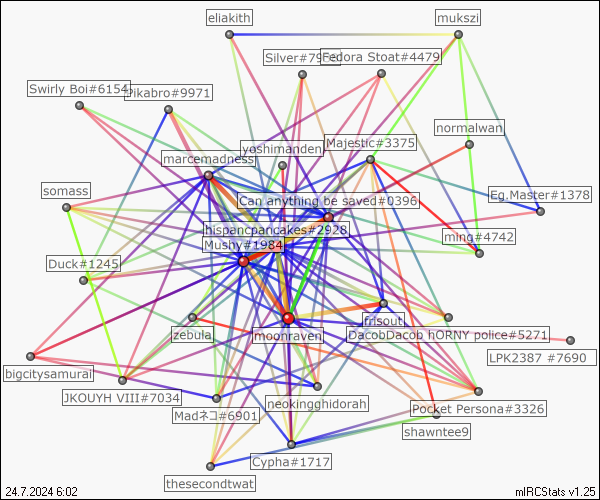 eliakith
mukszi
Fedora Stoat#4479
Swirly Boi#6154
Pikabro#9971
normalwan
Majestic#3375
yoshimanden
marcemadness
somass
Eg.Master#1378
Can anything be saved#0396
hispancpancakes#2928
ming#4742
Mushy#1984
Duck#1245
frisout
zebula
moonraven
DacobDacob hORNY police#5271
LPK2387 #7690
bigcitysamurai
JKOUYH VIII#7034
neokingghidorah
Madネコ#6901
Pocket Persona#3326
shawntee9
Cypha#1717
thesecondtwat
24.7.2024 6:02
mIRCStats v1.25